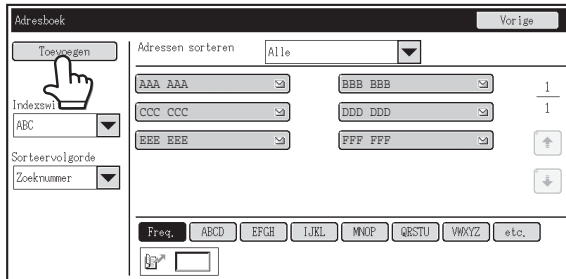 Adresboek Vorige
Toevoegen
Adressen sorteren Alle
AAA AAA BBB BBB
CCC CCC DDD DDD
EEE EEE FFF FFF
1
1
Indexswi
ABC
Sorteervolgorde
Zoeknummer
Freq. ABCD EFGH IJKL MNOP QRSTU VWXYZ etc.